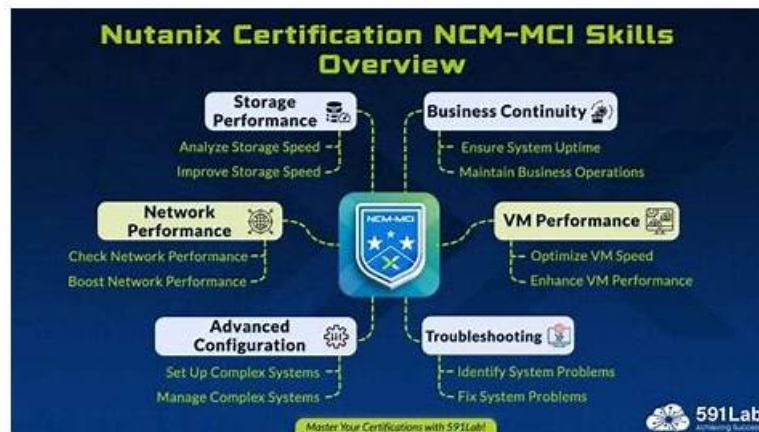 Nutanix Certification NCM-MCI Skills
Overview
Storage
Performance
Analyze Storage Speed
Improve Storage Speed
Business Continuity
Ensure System Uptime
Maintain Business Operations
Network
Performance
Check Network Performance
Boost Network Performance
NCM-MCI
VM Performance
Optimize VM Speed
Enhance VM Performance
Advanced
Configuration
Set Up Complex Systems
Manage Complex Systems
Troubleshooting
Identify System Problems
Fix System Problems
Master Your Certifications with 591Lab!
591Lab
Achieving Success